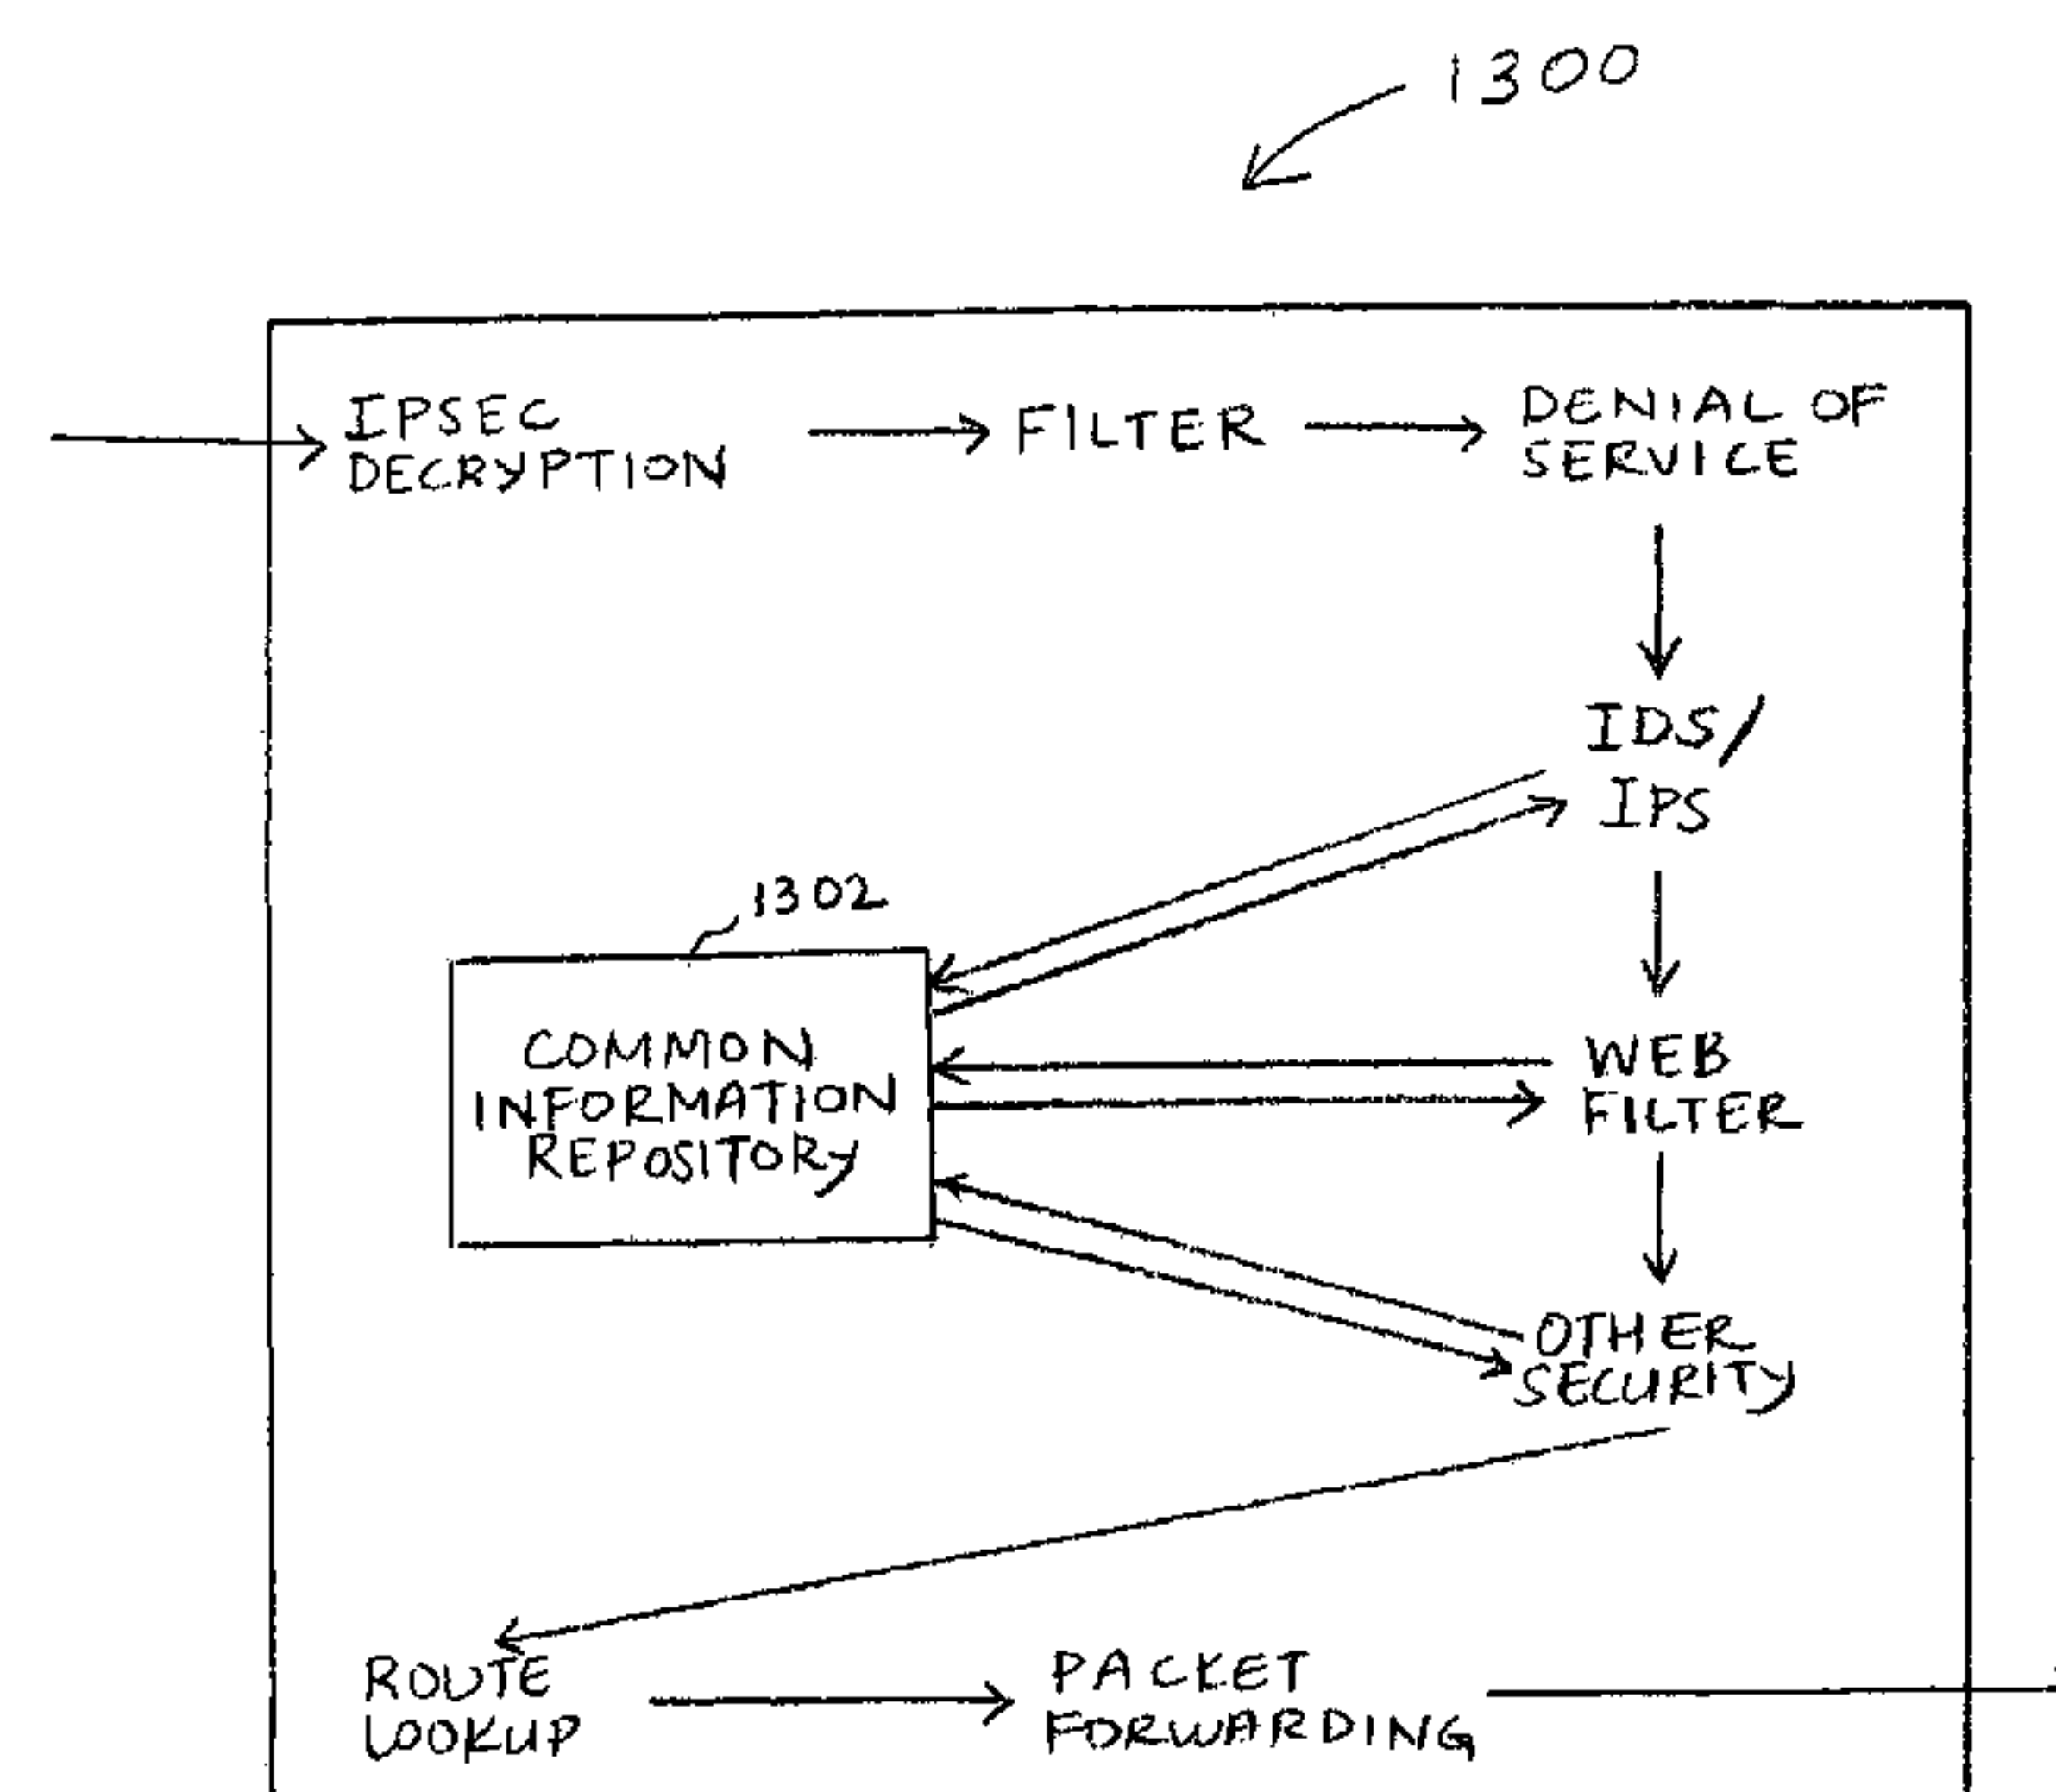 1300
IPSEC
DECRYPTION
FILTER
DENIAL OF
SERVICE
IDS/
IPS
1302
COMMON
INFORMATION
REPOSITORY
WEB
FILTER
OTHER
SECURITY
ROUTE
LOOKUP
PACKET
FORWARDING